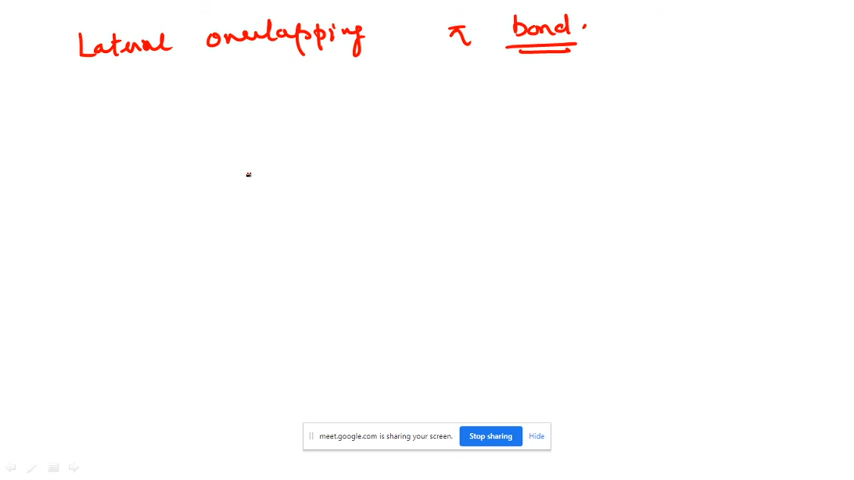 Lateral overlapping π bond.
meet.google.com is sharing your screen. Stop sharing Hide